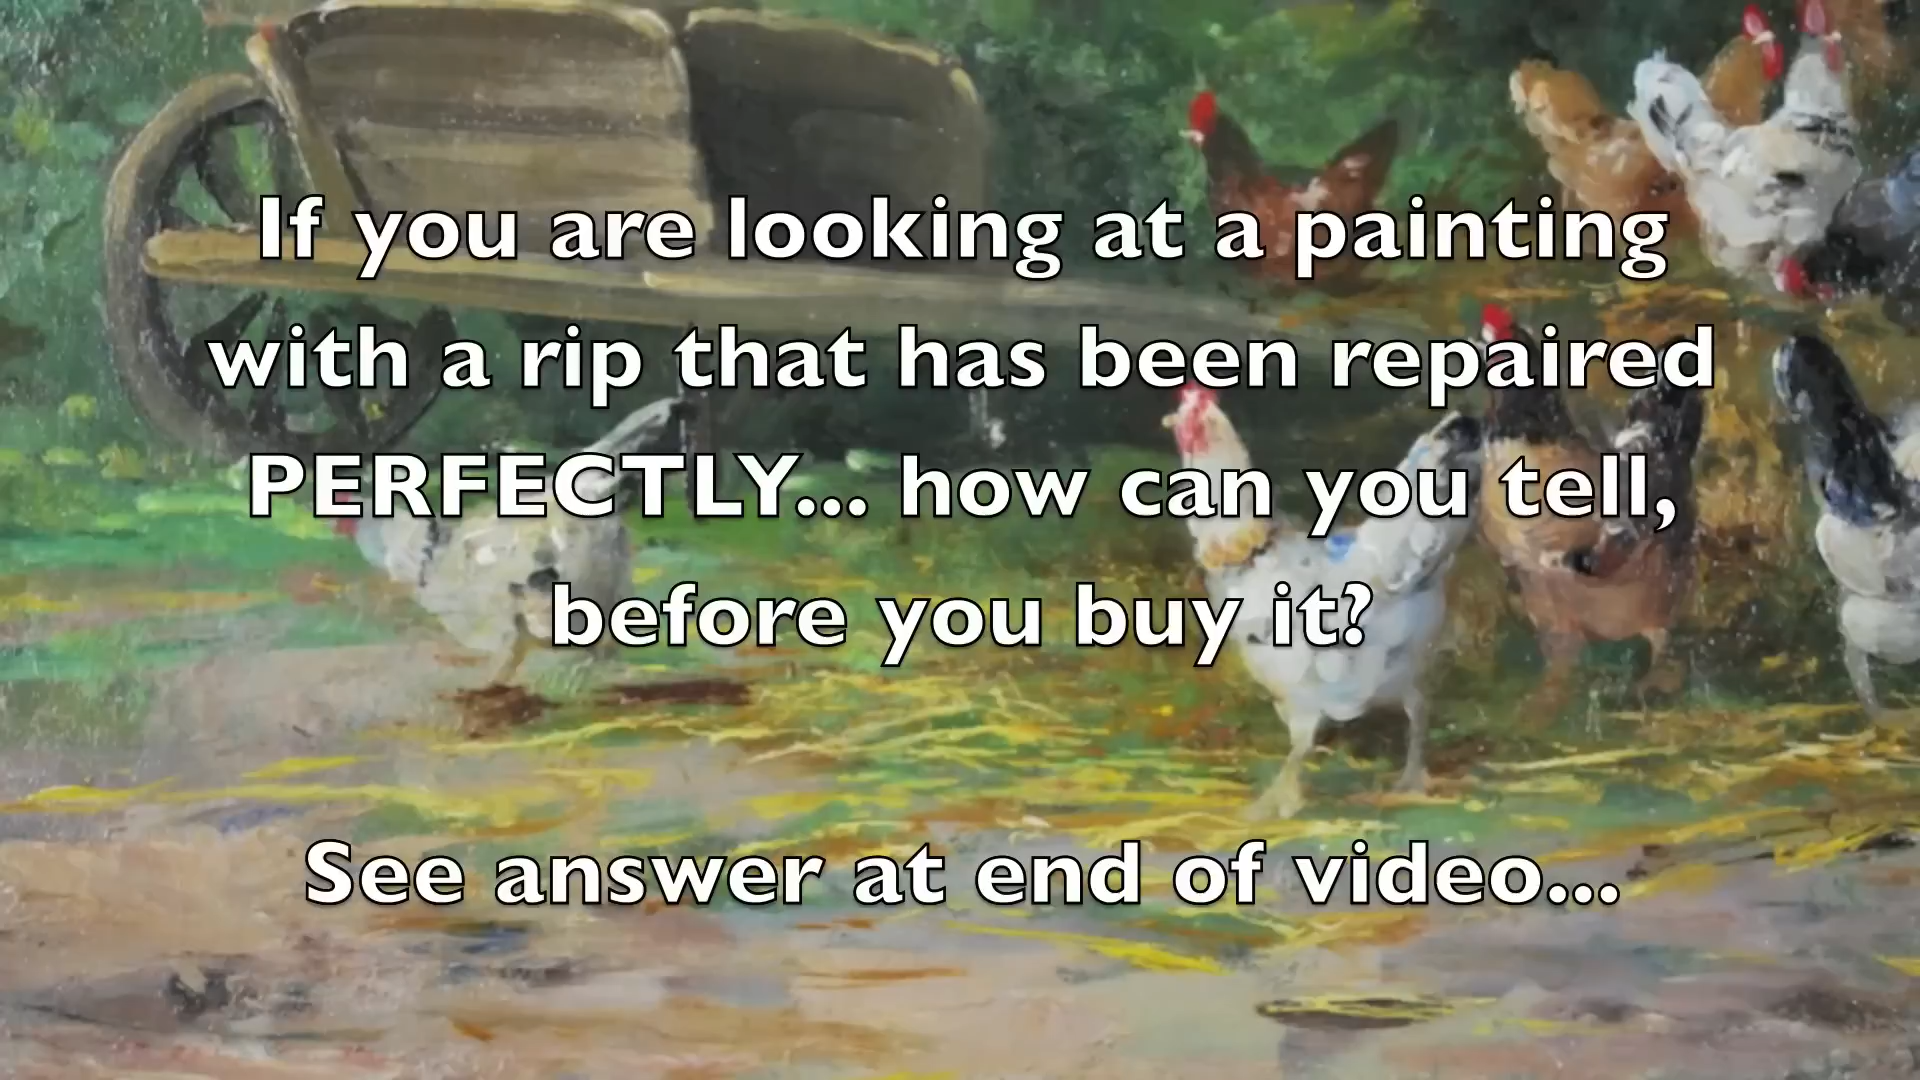 If you are looking at a painting
with a rip that has been repaired
PERFECTLY... how can you tell,
before you buy it?
See answer at end of video...